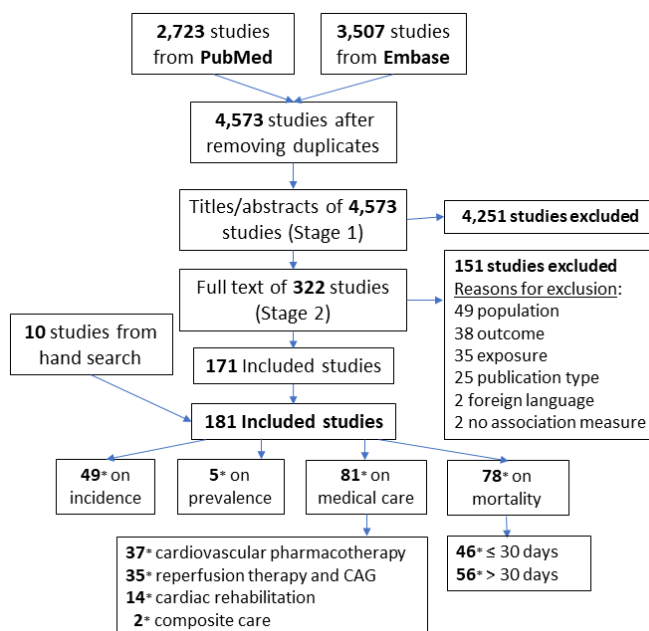 2,723 studies
from PubMed
3,507 studies
from Embase
4,573 studies after
removing duplicates
Titles/abstracts of 4,573
studies (Stage 1)
4,251 studies excluded
Full text of 322 studies
(Stage 2)
151 studies excluded
Reasons for exclusion:
49 population
38 outcome
35 exposure
25 publication type
2 foreign language
2 no association measure
10 studies from
hand search
171 Included studies
181 Included studies
49* on
incidence
5* on
prevalence
81* on
medical care
78* on
mortality
37* cardiovascular pharmacotherapy
35* reperfusion therapy and CAG
14* cardiac rehabilitation
2* composite care
46* ≤ 30 days
56* > 30 days